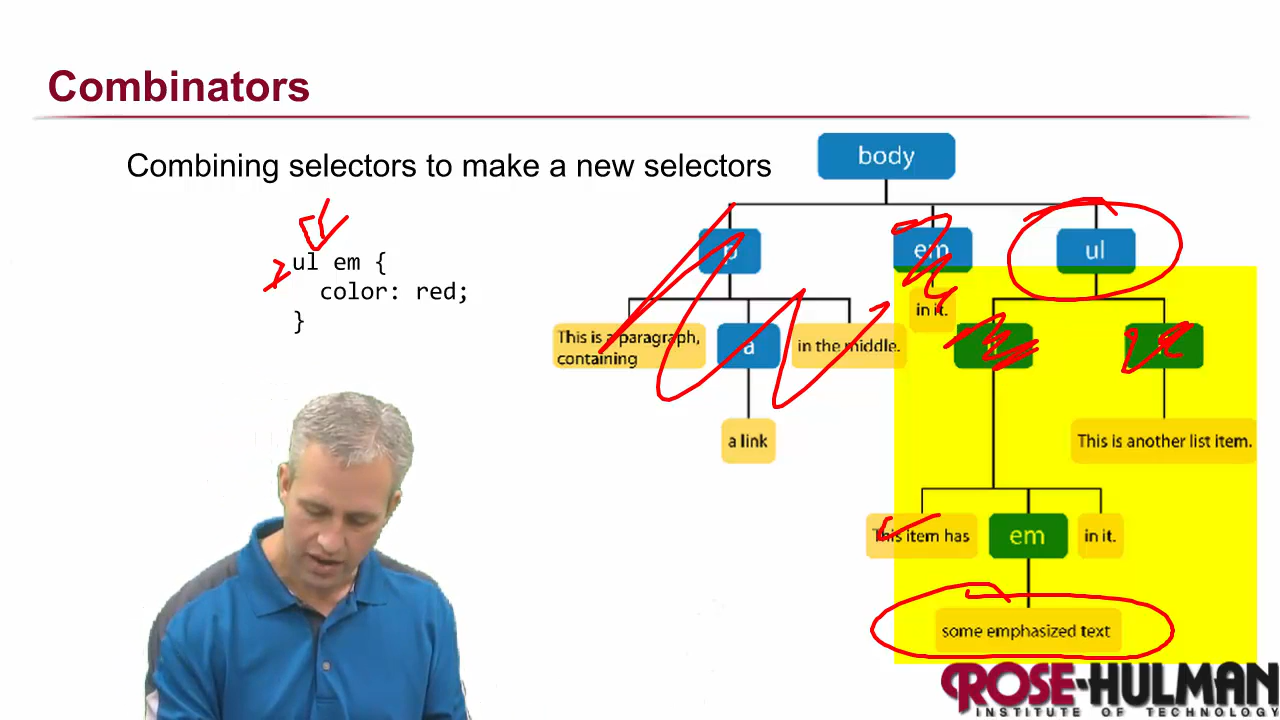 Combinators
Combining selectors to make a new selectors
ul em {
color: red;
}
body
em
ul
in it.
This is a paragraph,
containing
a
in the middle.
a link
This is another list item.
This item has
em
in it.
some emphasized text
ROSE-HULMAN
INSTITUTE OF TECHNOLOGY